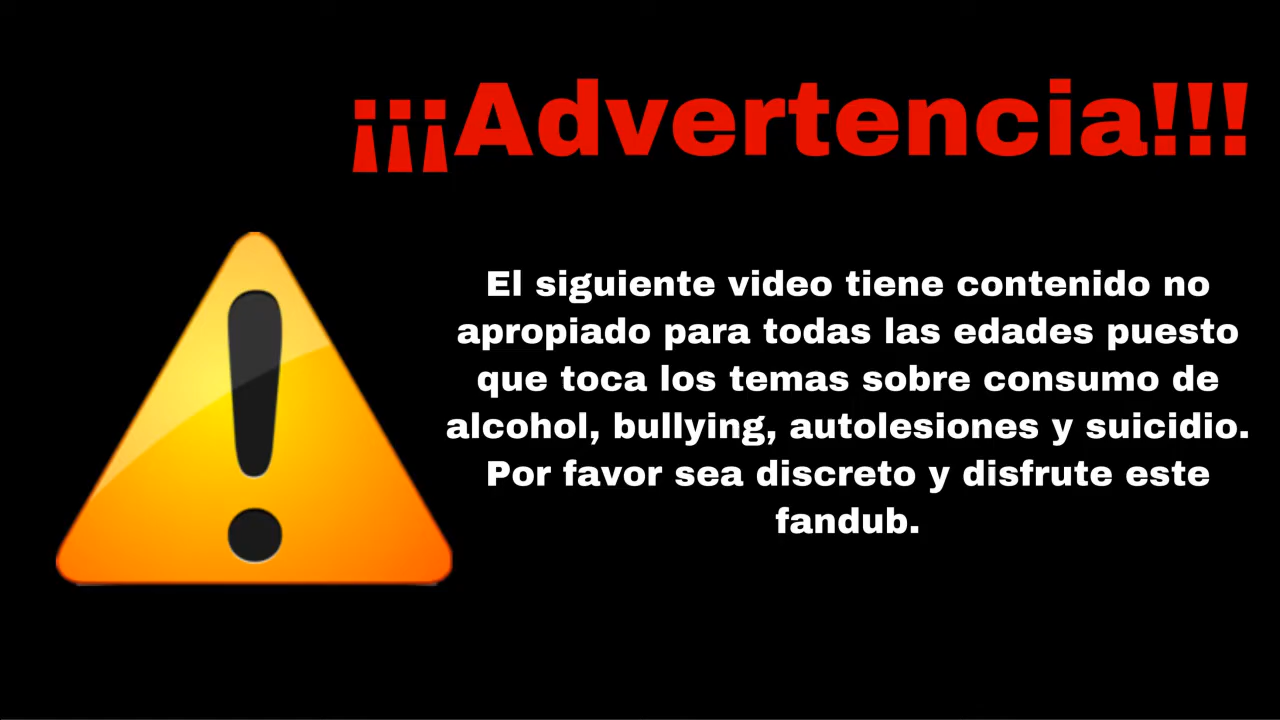 ¡¡¡Advertencia!!!
El siguiente video tiene contenido no
apropiado para todas las edades puesto
que toca los temas sobre consumo de
alcohol, bullying, autolesiones y suicidio.
Por favor sea discreto y disfrute este
fandub.